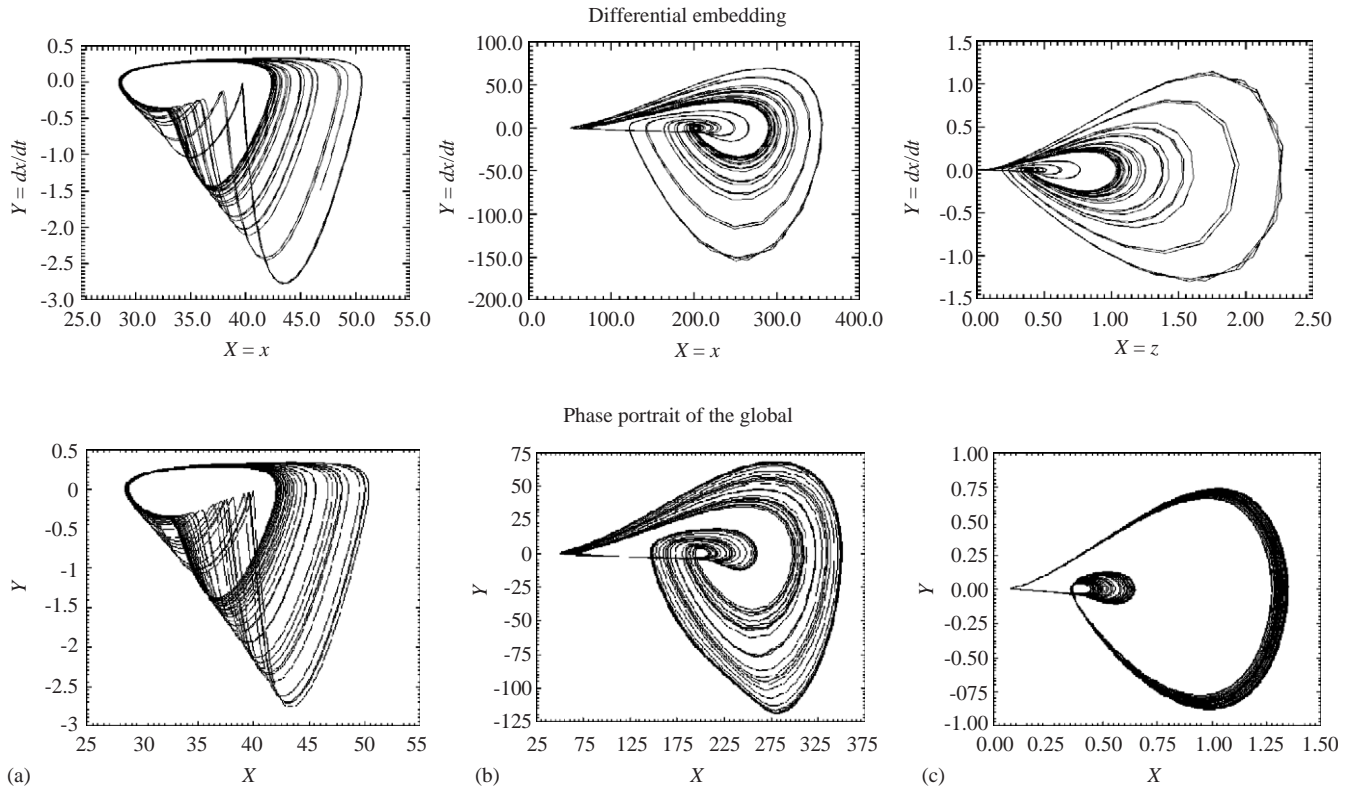 Differential embedding
0.5
0.0
-0.5
-1.0
-1.5
-2.0
-2.5
-3.0
Y = dx/dt
25.0 30.0 35.0 40.0 45.0 50.0 55.0
X = x
100.0
50.0
0.0
-50.0
-100.0
-150.0
-200.0
Y = dx/dt
0.0 100.0 200.0 300.0 400.0
X = x
1.5
1.0
0.5
0.0
-0.5
-1.0
-1.5
Y = dx/dt
0.00 0.50 1.00 1.50 2.00 2.50
X = z
Phase portrait of the global
0.5
0
-0.5
-1
-1.5
-2
-2.5
-3
Y
25 30 35 40 45 50 55
(a) X
75
50
25
0
-25
-50
-75
-100
-125
Y
25 75 125 175 225 275 325 375
(b) X
1.00
0.75
0.50
0.25
0.00
-0.25
-0.50
-075
-1.00
Y
0.00 0.25 0.50 0.75 1.00 1.25 1.50
(c) X